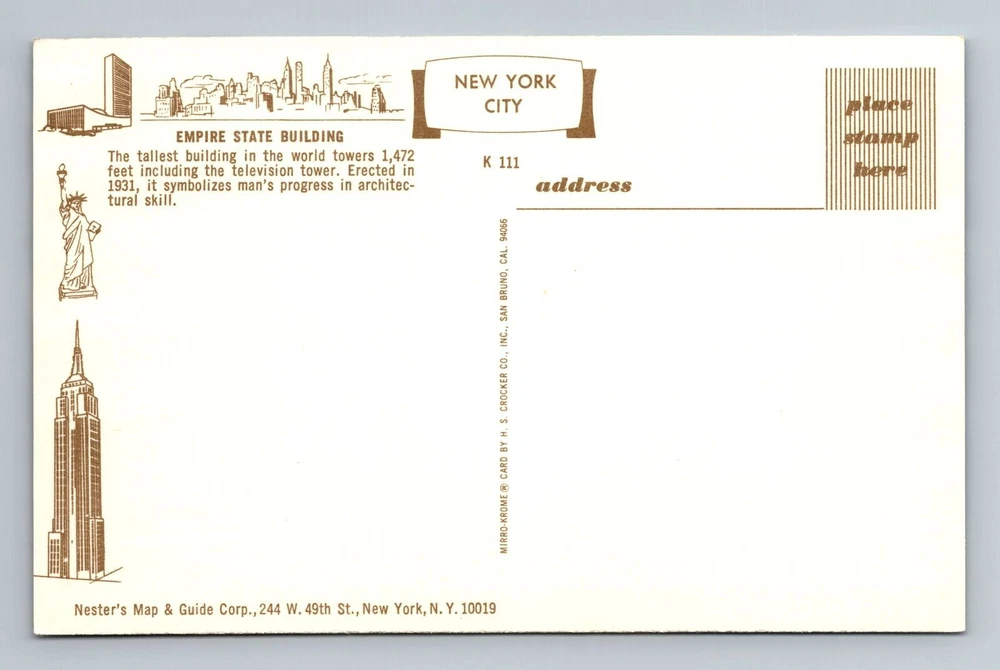 NEW YORK
CITY
EMPIRE STATE BUILDING
The tallest building in the world towers 1,472
feet including the television tower. Erected in
1931, it symbolizes man's progress in architec-
tural skill.
K 111
address
place
stamp
here
MIRRO-KROME® CARD BY H. S. CROCKER CO., INC., SAN BRUNO, CAL. 94066
Nester's Map & Guide Corp., 244 W. 49th St., New York, N. Y. 10019